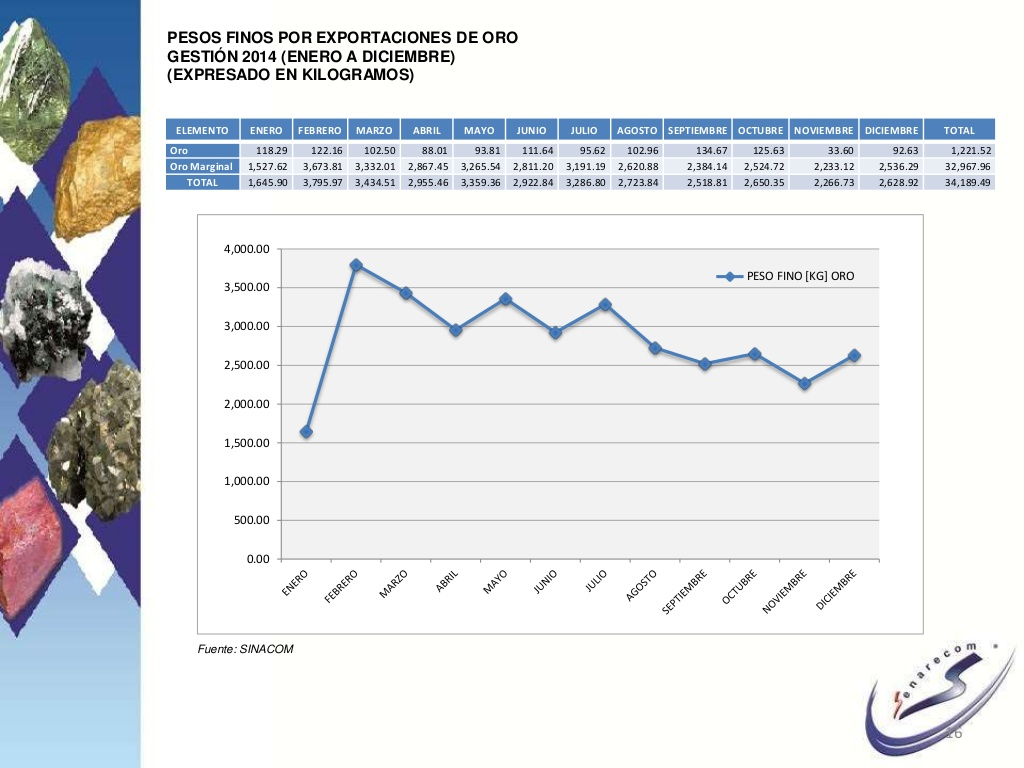 PESOS FINOS POR EXPORTACIONES DE ORO
GESTIÓN 2014 (ENERO A DICIEMBRE)
(EXPRESADO EN KILOGRAMOS)
ELEMENTO ENERO FEBRERO MARZO ABRIL MAYO JUNIO JULIO AGOSTO SEPTIEMBRE OCTUBRE NOVIEMBRE DICIEMBRE TOTAL
Oro 118.29 122.16 102.50 88.01 93.81 111.64 95.62 102.96 134.67 125.63 33.60 92.63 1,221.52
Oro Marginal 1,527.62 3,673.81 3,332.01 2,867.45 3,265.54 2,811.20 3,191.19 2,620.88 2,384.14 2,524.72 2,233.12 2,536.29 32,967.96
TOTAL 1,645.90 3,795.97 3,434.51 2,955.46 3,359.36 2,922.84 3,286.80 2,723.84 2,518.81 2,650.35 2,266.73 2,628.92 34,189.49
4,000.00
PESO FINO [KG] ORO
3,500.00
3,000.00
2,500.00
2,000.00
1,500.00
1,000.00
500.00
0.00
ENERO FEBRERO MARZO ABRIL MAYO JUNIO JULIO AGOSTO SEPTIEMBRE OCTUBRE NOVIEMBRE DICIEMBRE
Fuente: SINACOM
Senarecom
26